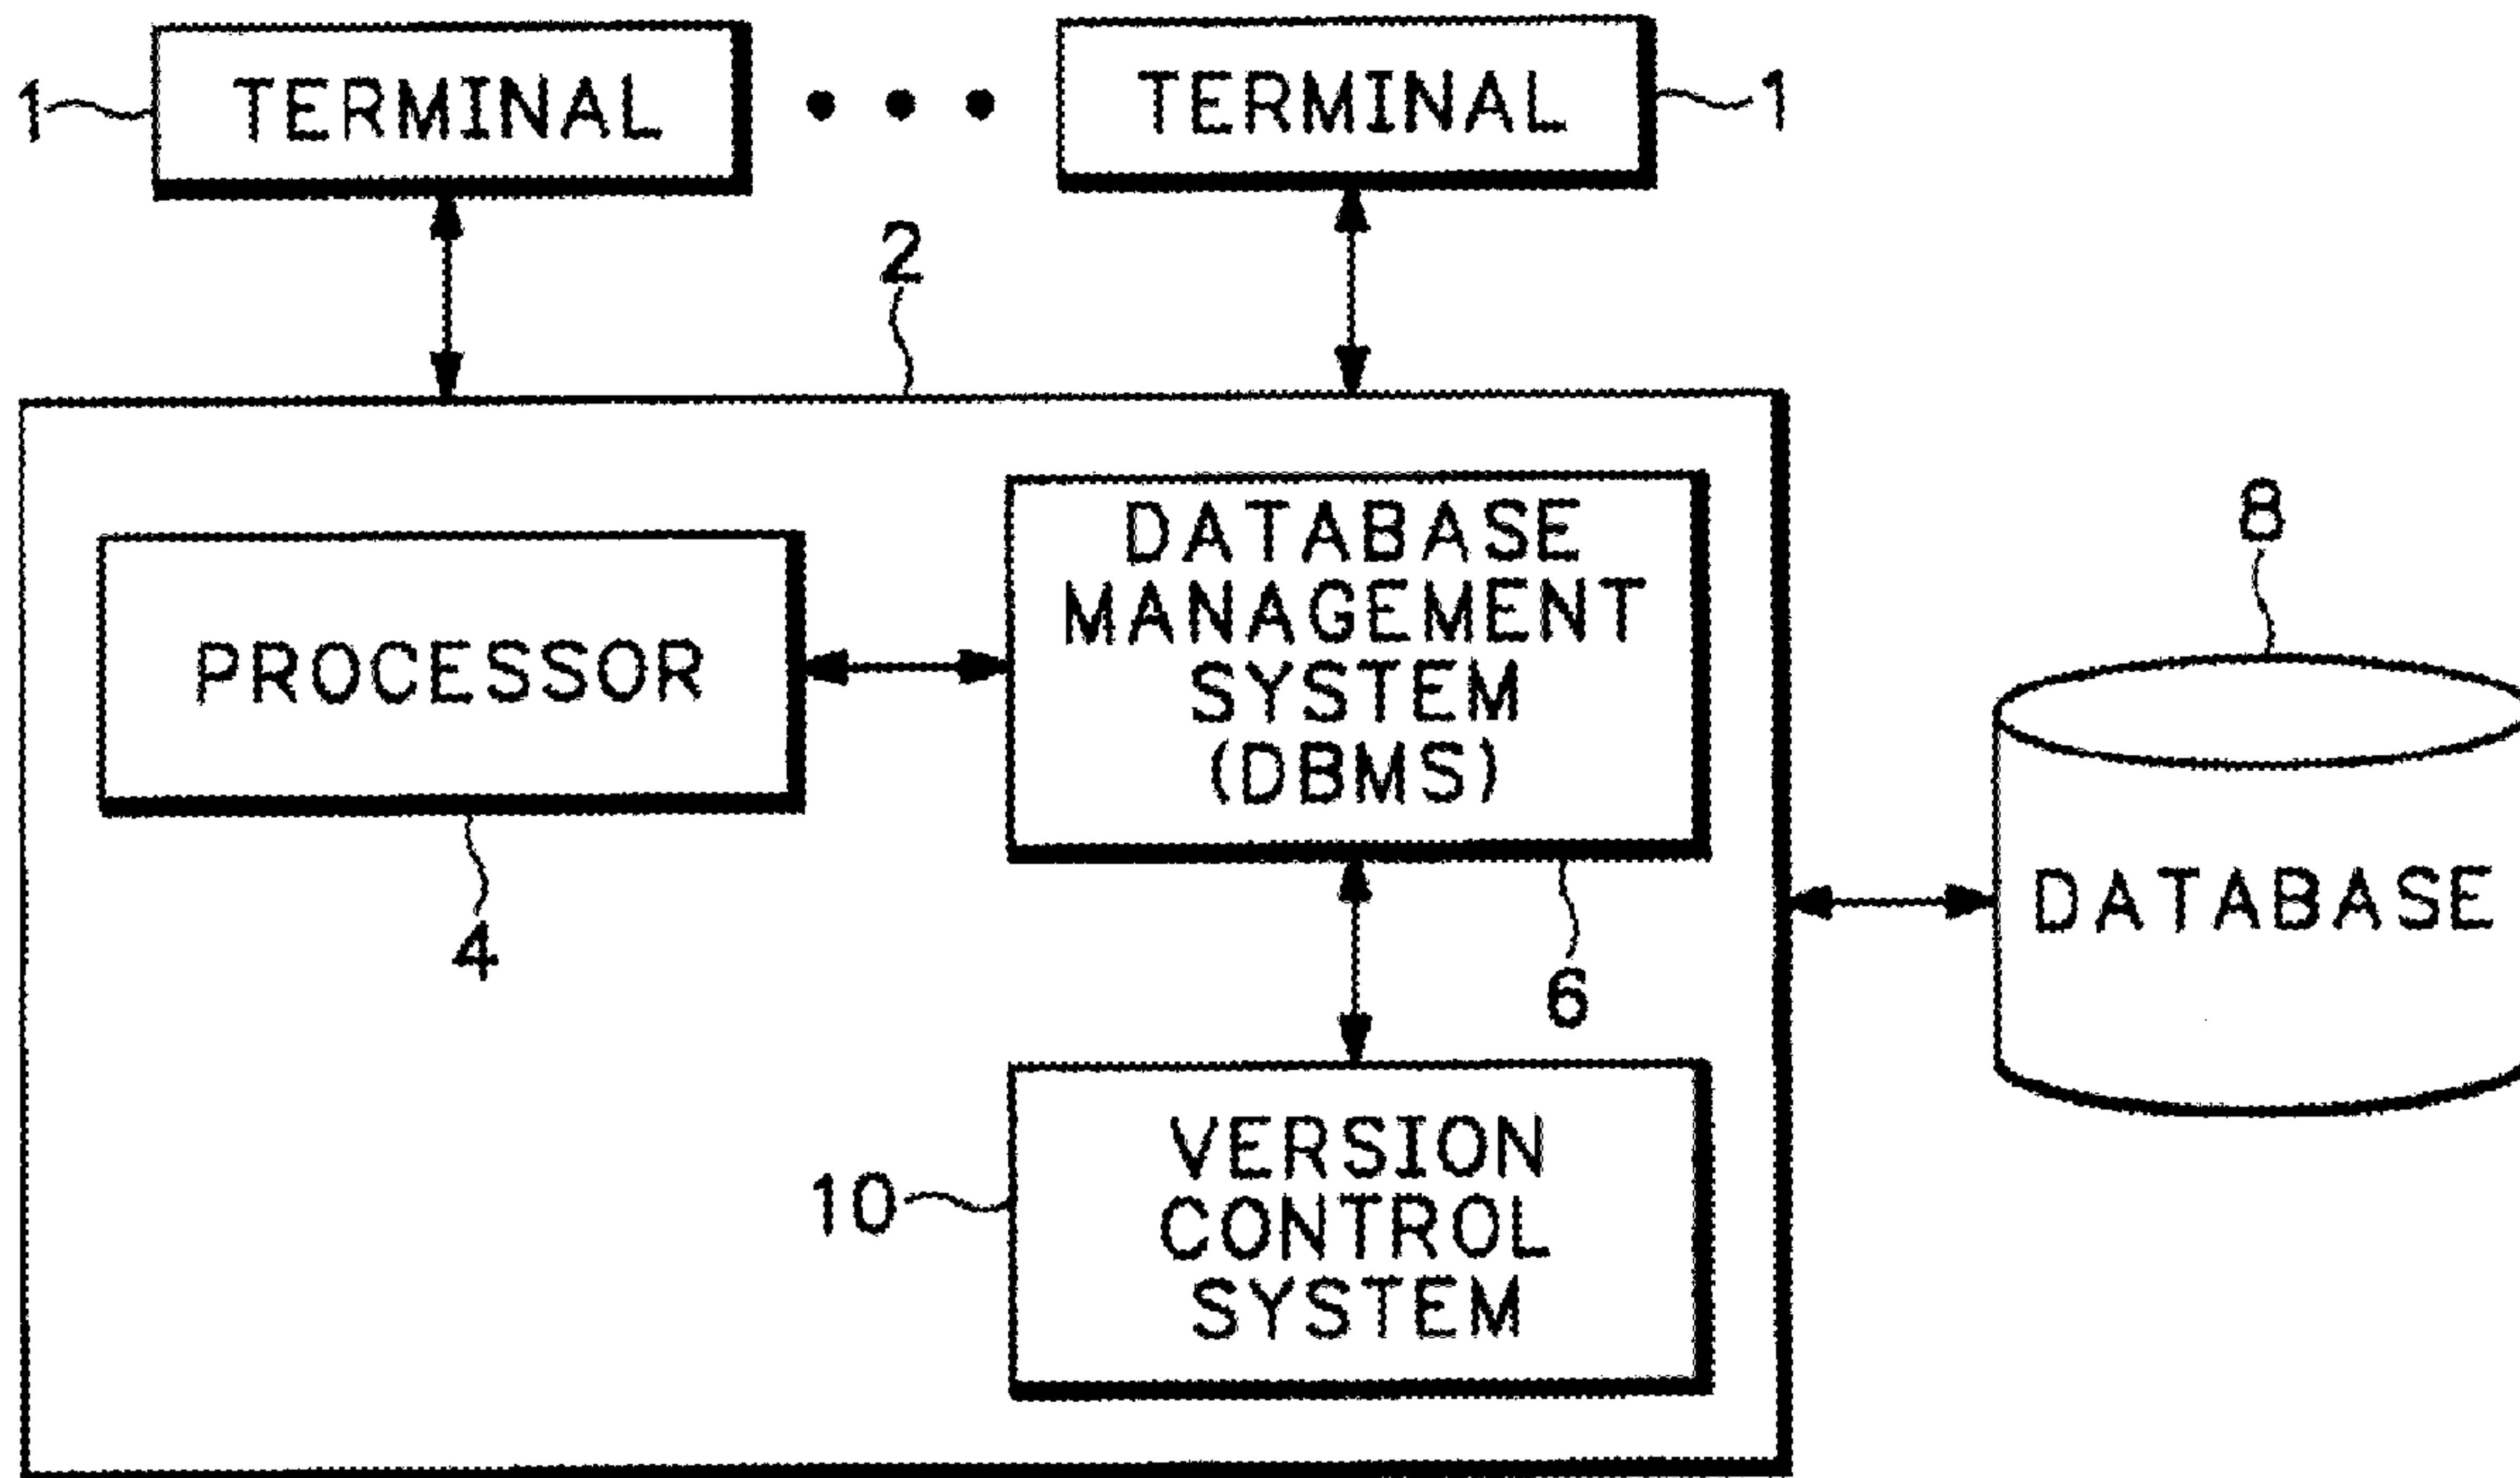 1
TERMINAL
TERMINAL
1
2
DATABASE
MANAGEMENT
SYSTEM
(DBMS)
6
PROCESSOR
4
8
DATABASE
10
VERSION
CONTROL
SYSTEM